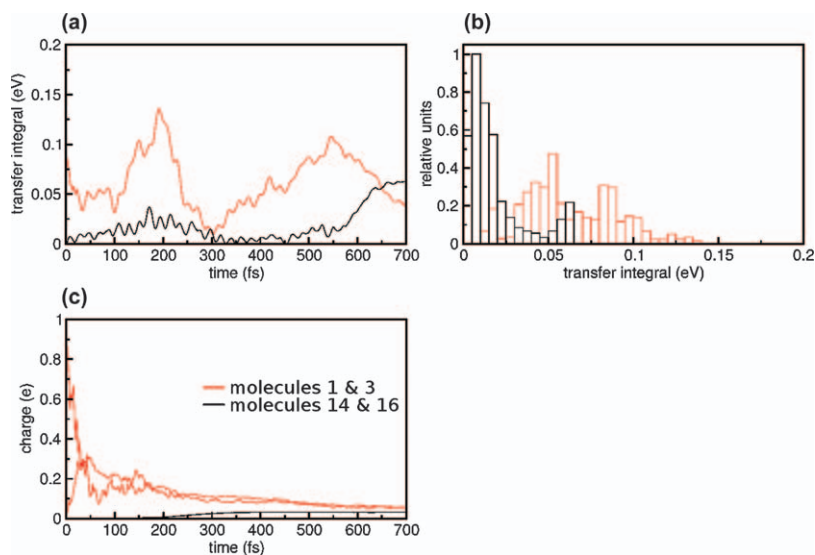 (a)
0.2
0.15
0.1
0.05
0
transfer integral (eV)
0 100 200 300 400 500 600 700
time (fs)
(b)
1
0.8
0.6
0.4
0.2
0
relative units
0 0.05 0.1 0.15 0.2
transfer integral (eV)
(c)
1
0.8
0.6
0.4
0.2
0
charge (e)
molecules 1 & 3
molecules 14 & 16
0 100 200 300 400 500 600 700
time (fs)